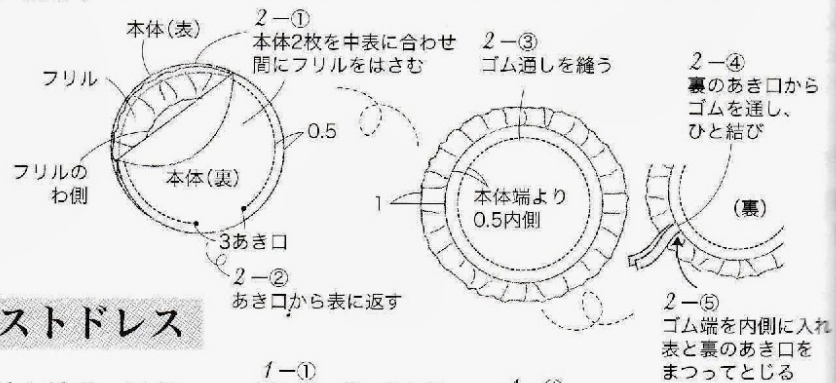 本体(表)
2-①
本体2枚を中表に合わせ
間にフリルをはさむ
フリル
フリルの
わ側
本体(裏)
0.5
3あき口
2-②
あき口から表に返す
2-③
ゴム通しを縫う
1
本体端より
0.5内側
2-④
裏のあき口から
ゴムを通し、
ひと結び
(裏)
2-⑤
ゴム端を内側に入れ
表と裏のあき口を
まつってとじる
ストドレス
1-①